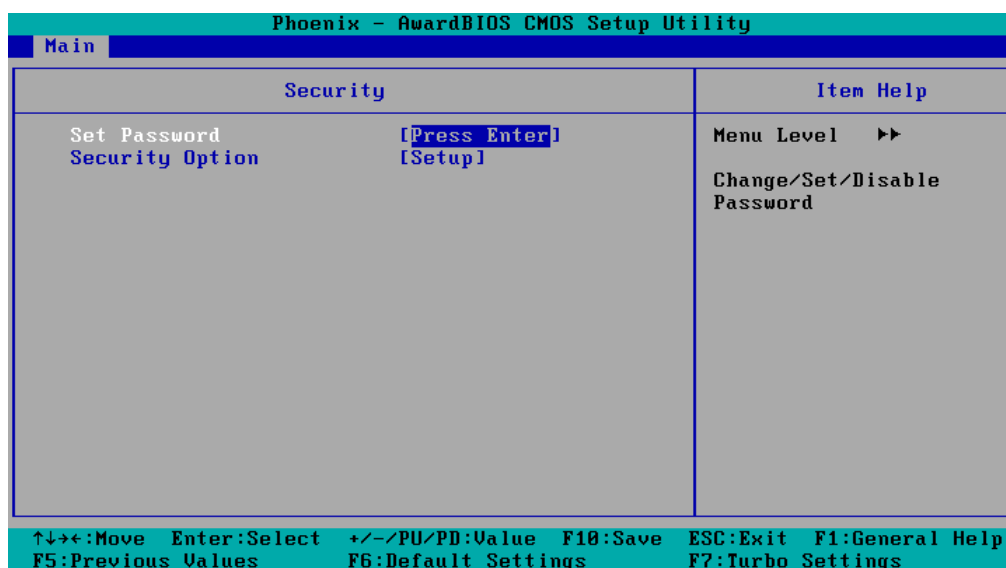 Phoenix - AwardBIOS CMOS Setup Utility
Main
Security
Item Help
Set Password [Press Enter]
Security Option [Setup]
Menu Level ▶▶
Change/Set/Disable
Password
↑↓→←:Move Enter:Select +/-/PU/PD:Value F10:Save ESC:Exit F1:General Help
F5:Previous Values F6:Default Settings F7:Turbo Settings